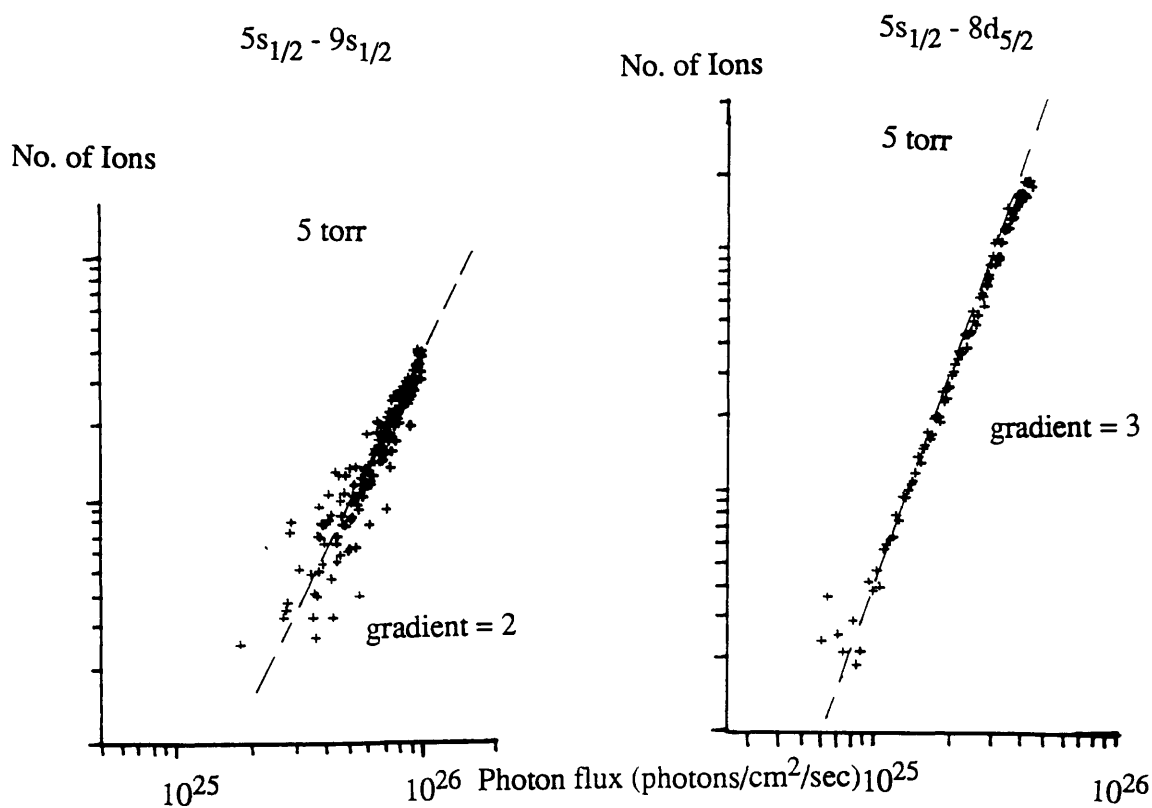 5s1/2 - 9s1/2
5s1/2 - 8d5/2
No. of Ions
No. of Ions
5 torr
5 torr
gradient = 3
gradient = 2
10^25
10^26
Photon flux (photons/cm^2/sec)
10^25
10^26